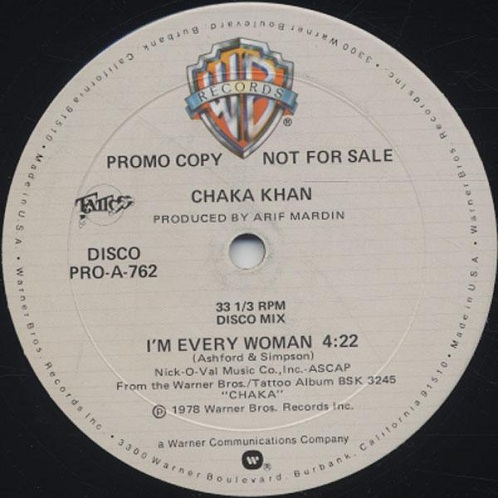 WB
RECORDS
®
PROMO COPY NOT FOR SALE
Tattoo
CHAKA KHAN
PRODUCED BY ARIF MARDIN
DISCO
PRO-A-762
33 1/3 RPM
DISCO MIX
I'M EVERY WOMAN 4:22
(Ashford & Simpson)
Nick-O-Val Music Co., Inc.-ASCAP
From the Warner Bros./Tattoo Album BSK 3245
"CHAKA"
℗ 1978 Warner Bros. Records Inc.
a Warner Communications Company
W ®
Warner Bros. Records Inc. • 3300 Warner Boulevard, Burbank, California 91510 • Made in U.S.A. • Warner Bros. Records Inc. • 3300 Warner Boulevard, Burbank, California 91510 • Made in U.S.A. •